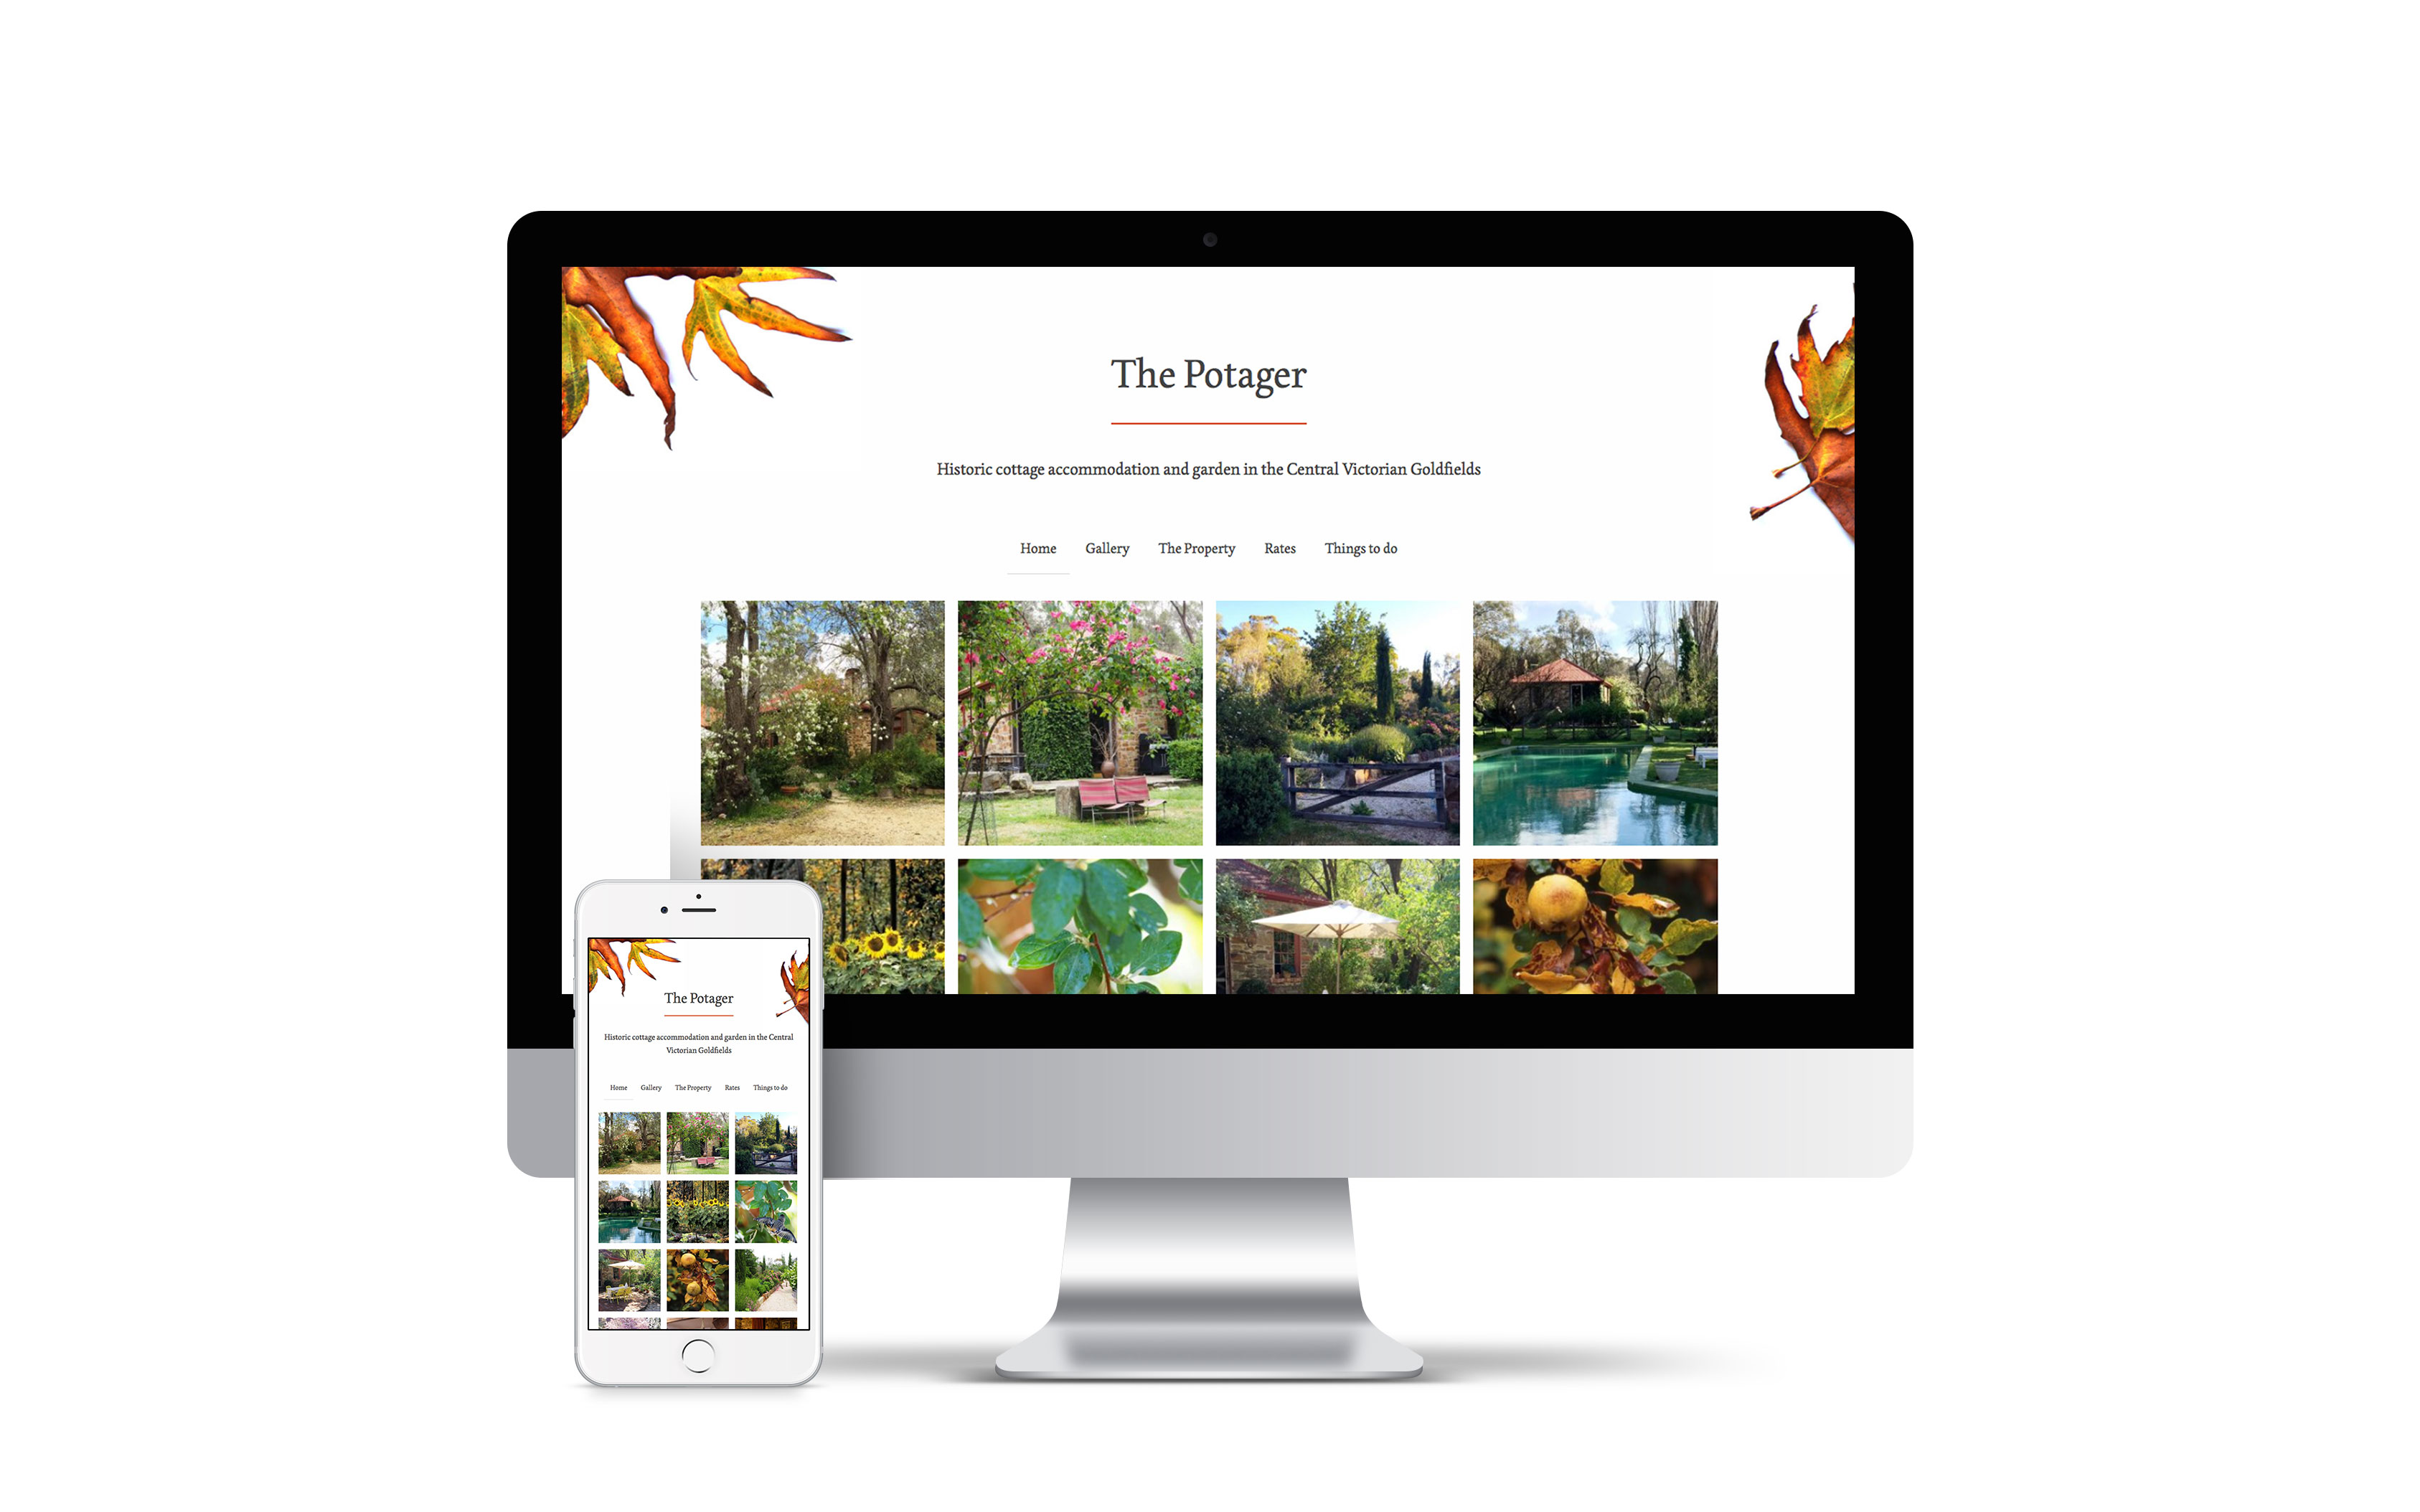 The Potager
Historic cottage accommodation and garden in the Central Victorian Goldfields
Home Gallery The Property Rates Things to do
The Potager
Historic cottage accommodation and garden in the Central
Victorian Goldfields
Home Gallery The Property Rates Things to do